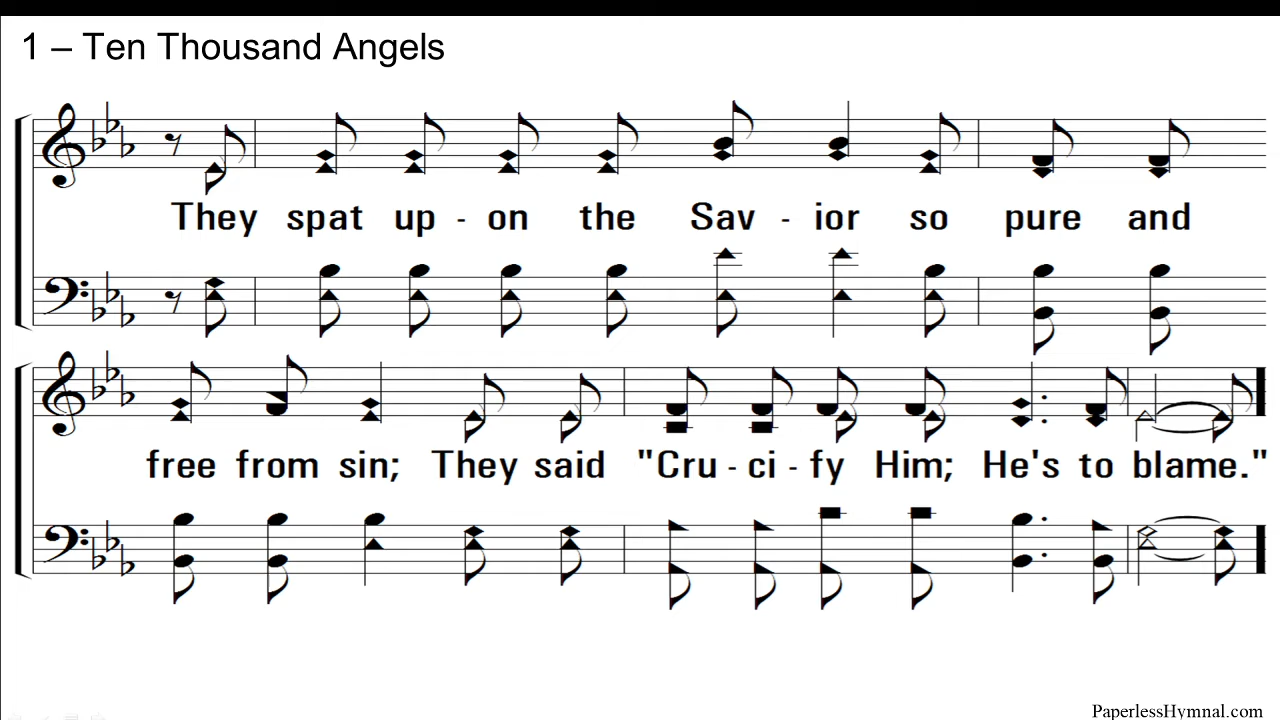 1 – Ten Thousand Angels
They spat up - on the Sav - ior so pure and
free from sin; They said "Cru - ci - fy Him; He's to blame."
PaperlessHymnal.com